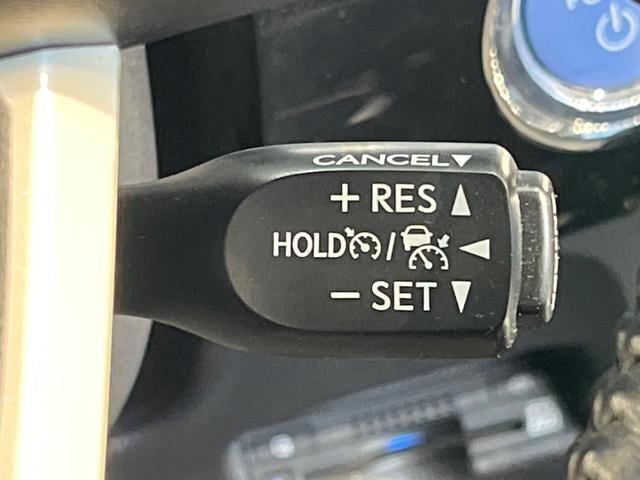 CANCEL▼
+ RES ▲
HOLD / ◀
− SET ▼